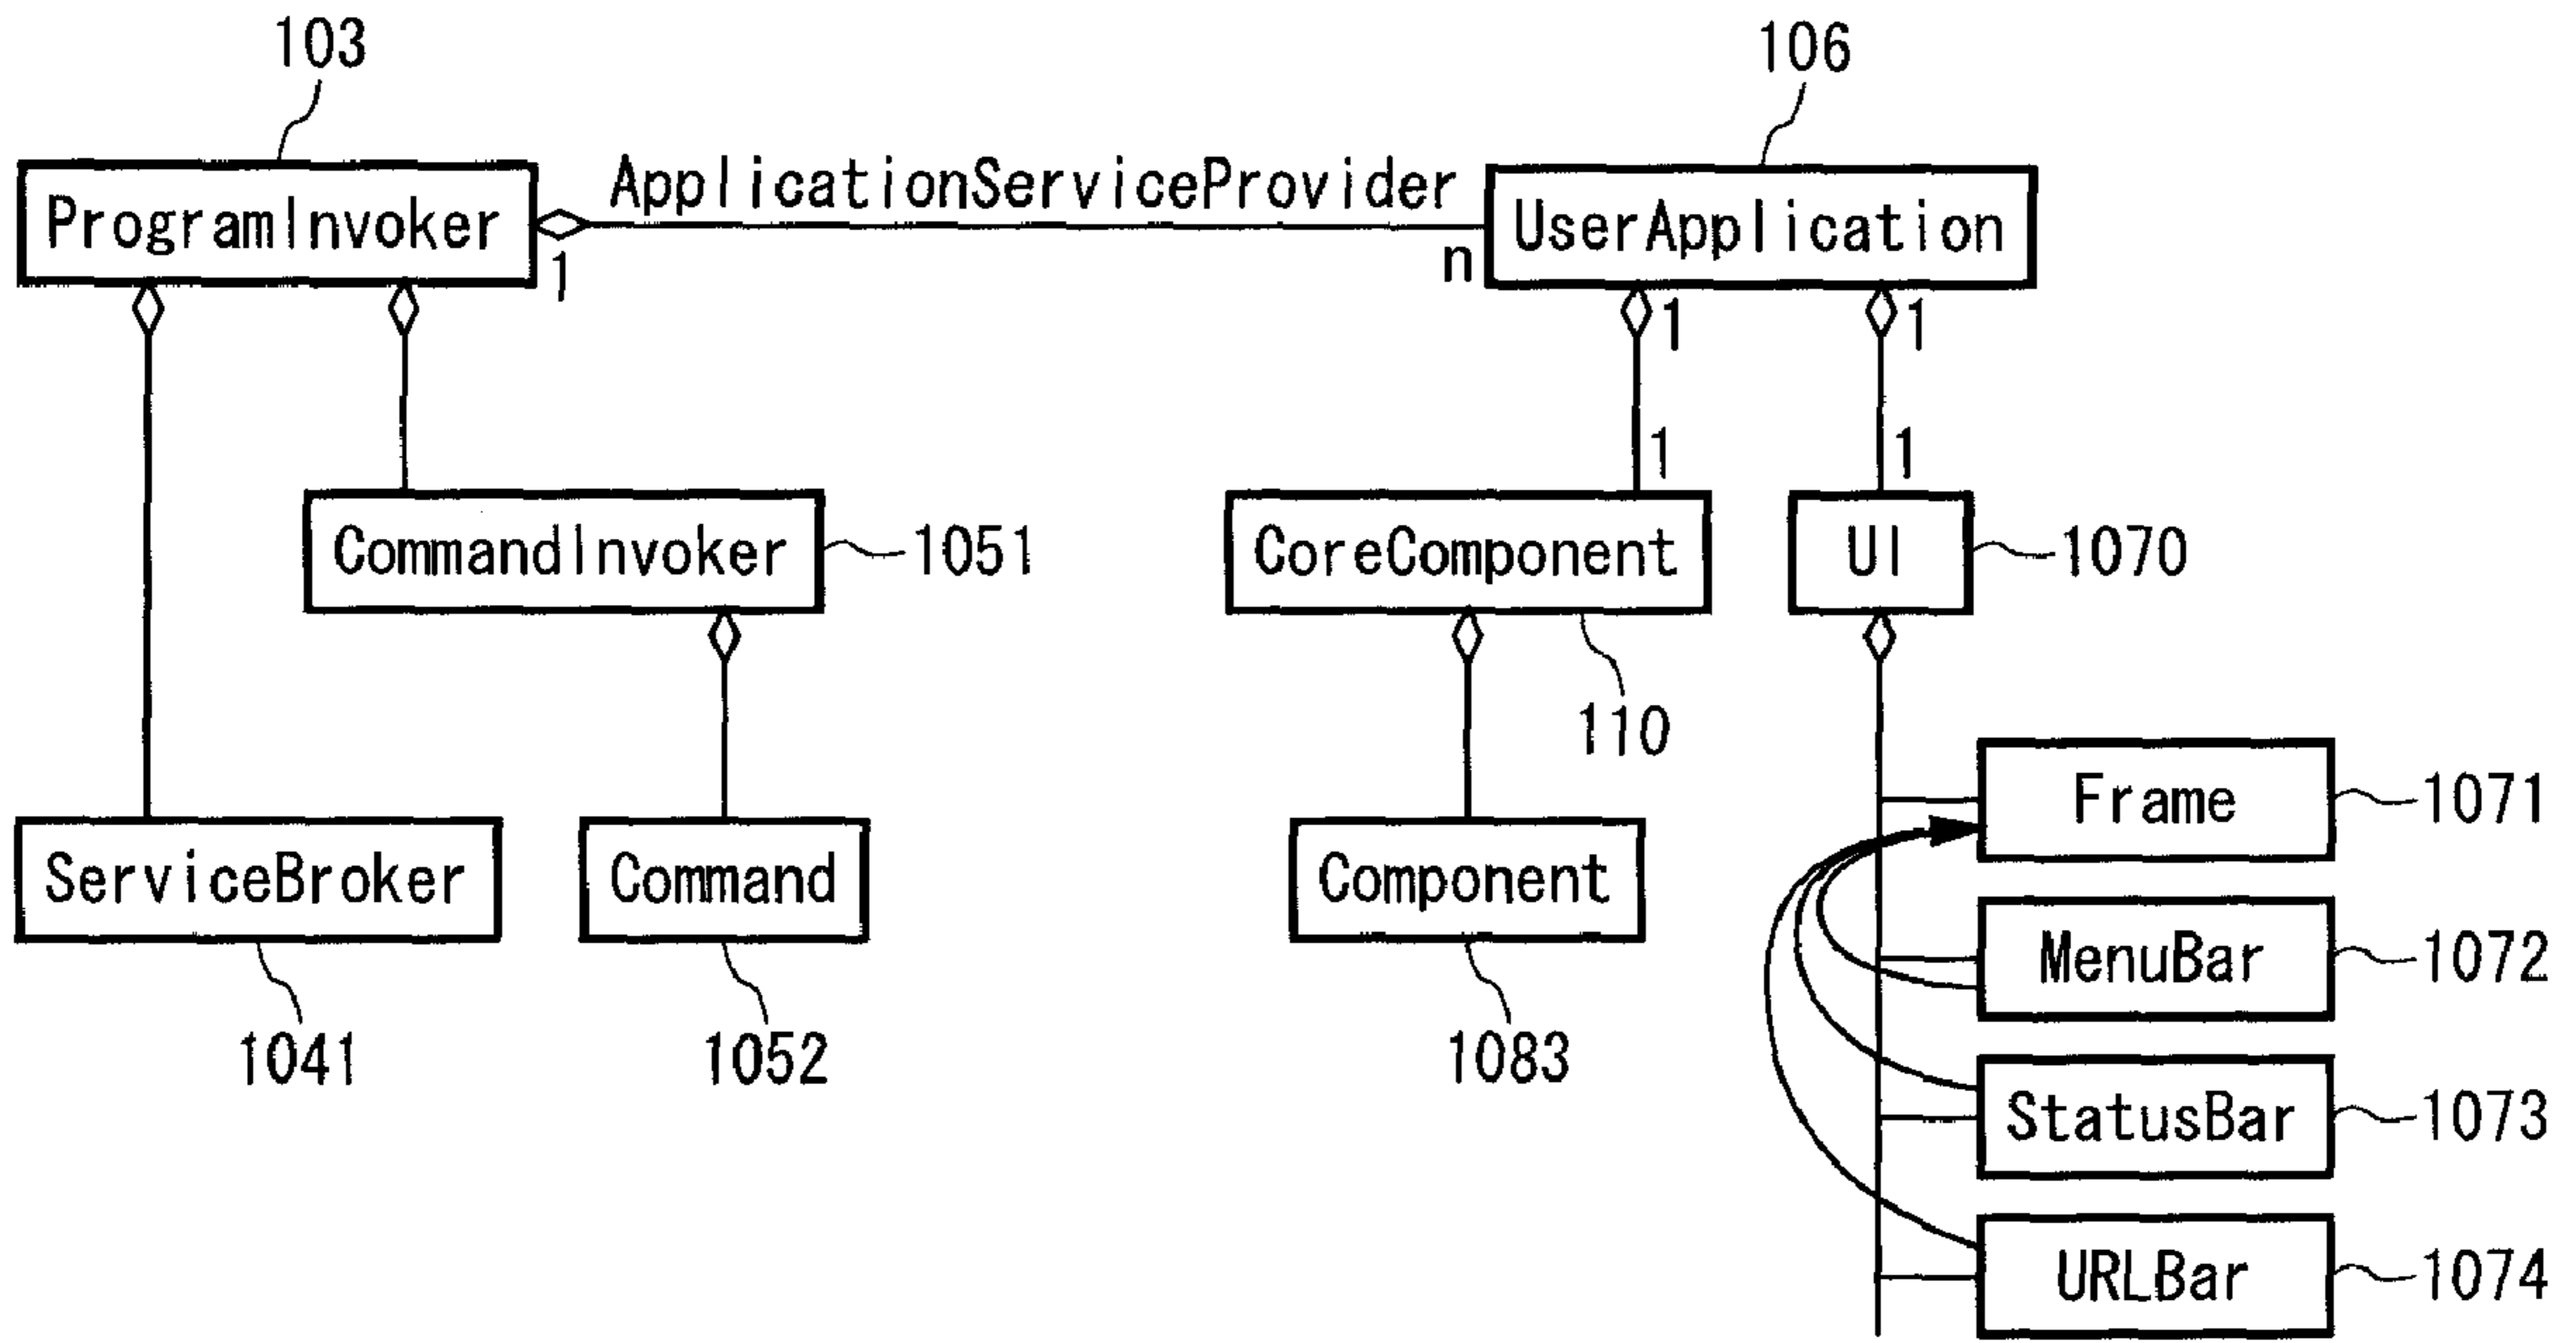 103
106
ApplicationServiceProvider
ProgramInvoker
UserApplication
1
n
1
1
1
1
CommandInvoker
1051
CoreComponent
UI
1070
110
Frame
1071
ServiceBroker
Command
Component
MenuBar
1072
1041
1052
1083
StatusBar
1073
URLBar
1074